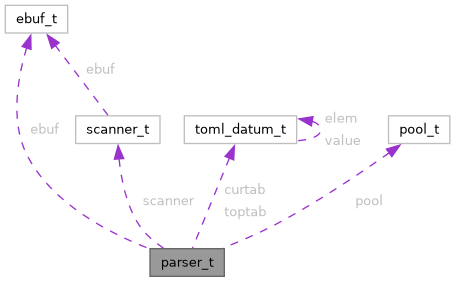 ebuf_t
ebuf
scanner_t
toml_datum_t
elem
value
pool_t
ebuf
scanner
curtab
toptab
pool
parser_t